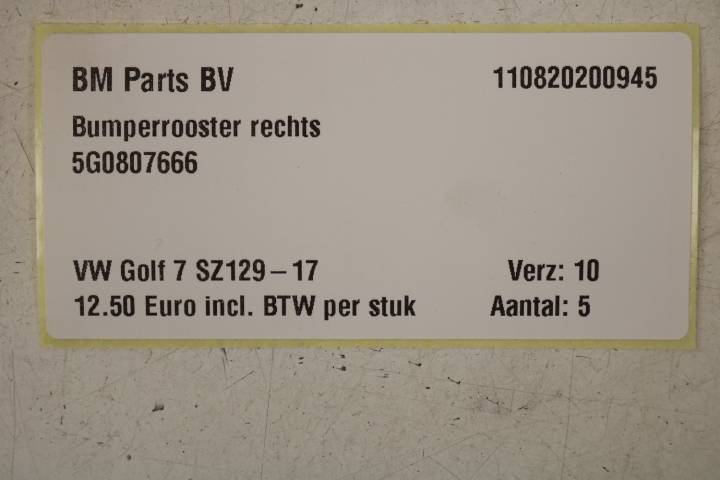 BM Parts BV 110820200945
Bumperrooster rechts
5G0807666
VW Golf 7 SZ129-17 Verz: 10
12.50 Euro incl. BTW per stuk Aantal: 5